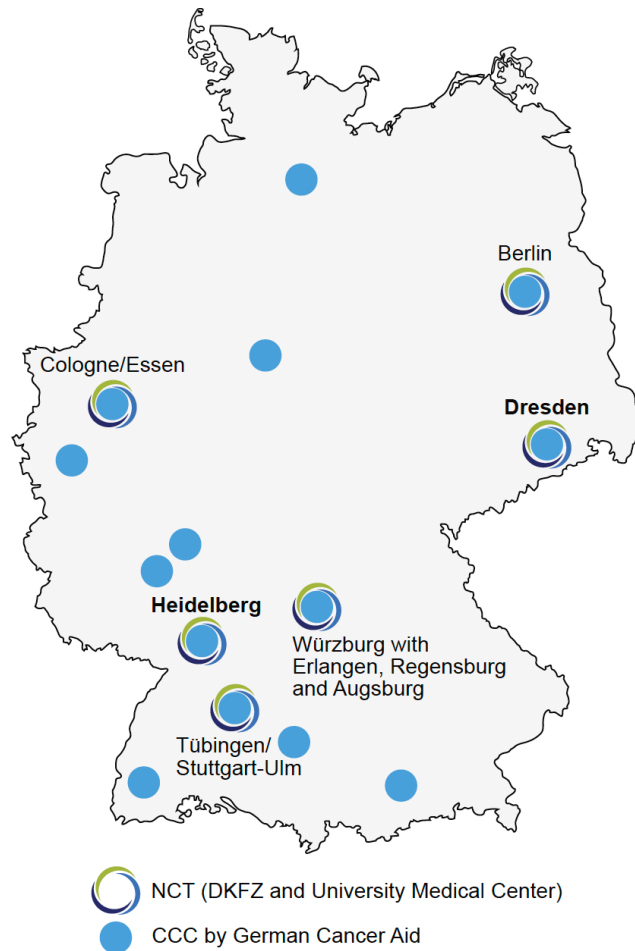 Berlin
Cologne/Essen
Dresden
Heidelberg
Würzburg with
Erlangen, Regensburg
and Augsburg
Tübingen/
Stuttgart-Ulm
NCT (DKFZ and University Medical Center)
CCC by German Cancer Aid